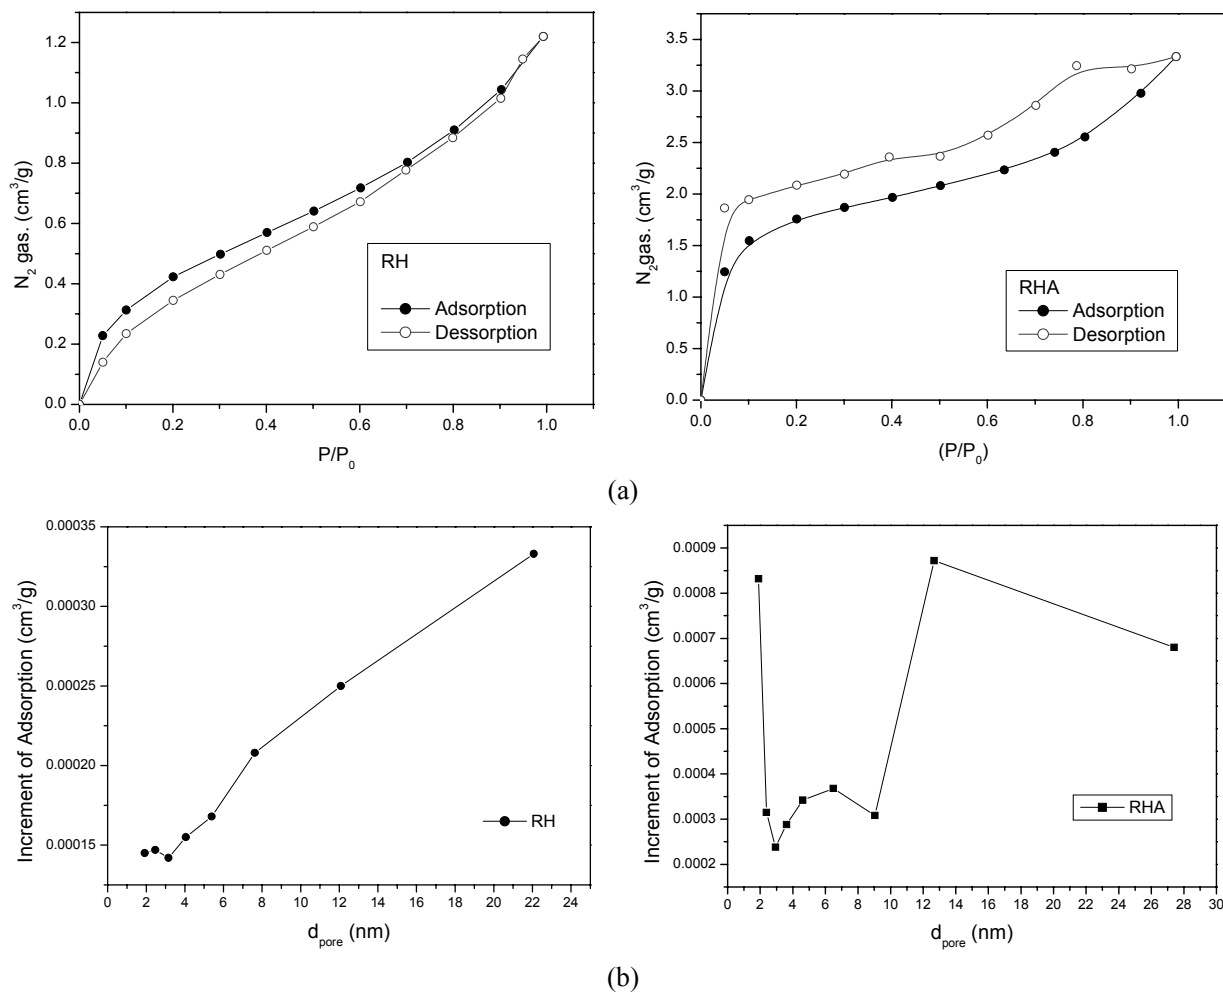 1.2
1.0
0.8
0.6
0.4
0.2
0.0
N2 gas. (cm3/g)
RH
Adsorption
Dessorption
0.0 0.2 0.4 0.6 0.8 1.0
P/P0
3.5
3.0
2.5
2.0
1.5
1.0
0.5
0.0
N2gas. (cm3/g)
RHA
Adsorption
Desorption
0.0 0.2 0.4 0.6 0.8 1.0
(P/P0)
(a)
0.00035
0.00030
0.00025
0.00020
0.00015
Increment of Adsorption (cm3/g)
RH
0 2 4 6 8 10 12 14 16 18 20 22 24
dpore (nm)
0.0009
0.0008
0.0007
0.0006
0.0005
0.0004
0.0003
0.0002
Increment of Adsorption (cm3/g)
RHA
0 2 4 6 8 10 12 14 16 18 20 22 24 26 28 30
dpore (nm)
(b)